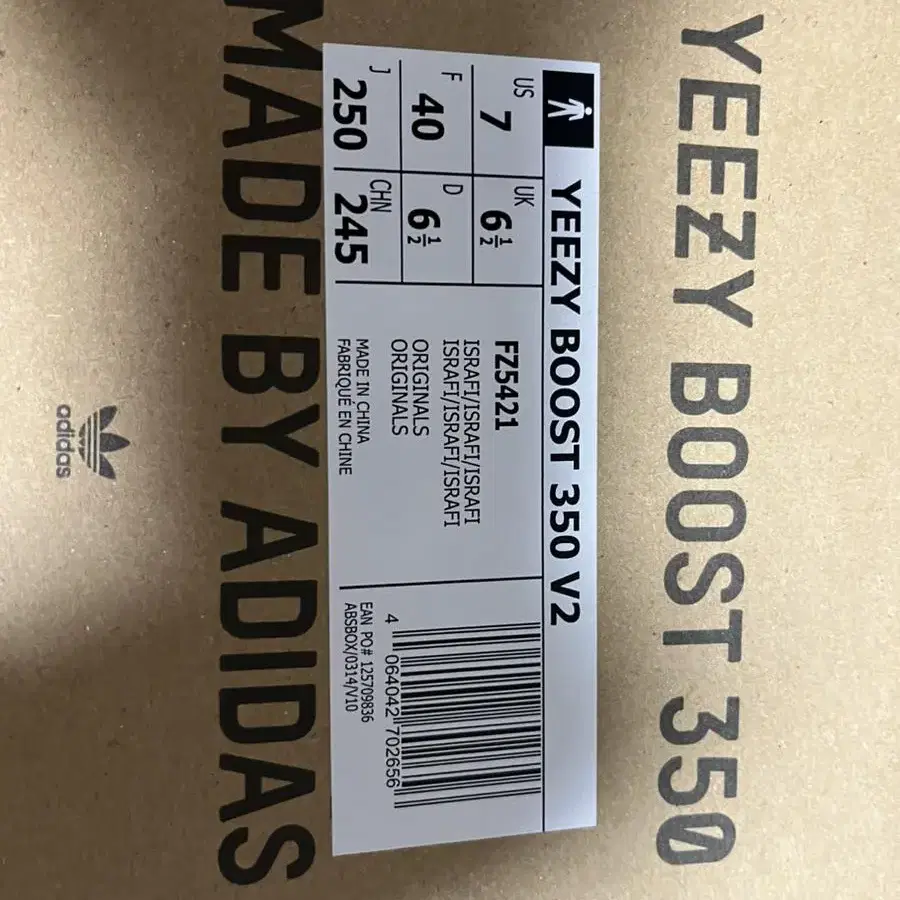 YEEZY BOOST 350
YEEZY BOOST 350 V2
US 7
UK 6½
F 40
D 6½
J 250
CHN 245
FZ5421
ISRAFI/ISRAFI/ISRAFI
ISRAFI/ISRAFI/ISRAFI
ORIGINALS
ORIGINALS
MADE IN CHINA
FABRIQUÉ EN CHINE
4 064042 702656
EAN PO# 125709836
ABSBOX/0314/V10
MADE BY ADIDAS
adidas